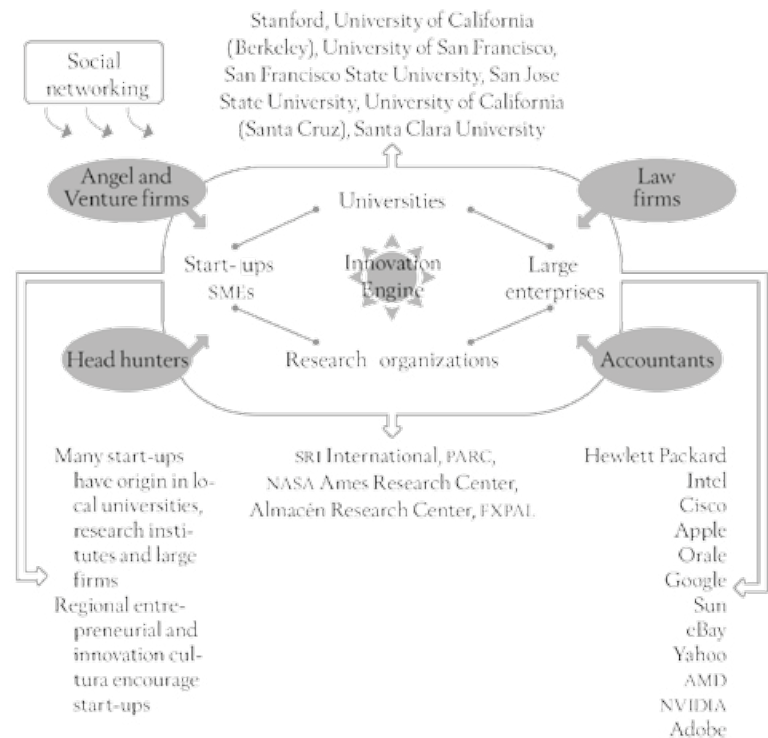 Stanford, University of California
(Berkeley), University of San Francisco,
San Francisco State University, San Jose
State University, University of California
(Santa Cruz), Santa Clara University
Social
networking
Angel and
Venture firms
Law
firms
Universities
Start-ups
SMEs
Innovation
Engine
Large
enterprises
Head hunters
Research organizations
Accountants
Many start-ups
have origin in lo-
cal universities,
research insti-
tutes and large
firms
Regional entre-
preneurial and
innovation cul-
tura encourage
start-ups
SRI International, PARC,
NASA Ames Research Center,
Almacén Research Center, FXPAL
Hewlett Packard
Intel
Cisco
Apple
Orale
Google
Sun
eBay
Yahoo
AMD
NVIDIA
Adobe